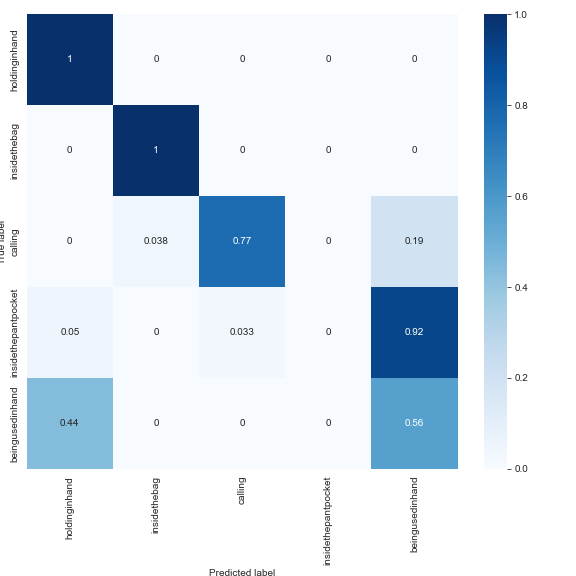 holdinginhand 1 0 0 0 0
insidethebag 0 1 0 0 0
calling 0 0.038 0.77 0 0.19
insidethepantpocket 0.05 0 0.033 0 0.92
beingusedinhand 0.44 0 0 0 0.56
True label
holdinginhand insidethebag calling insidethepantpocket beingusedinhand
Predicted label
1.0
0.8
0.6
0.4
0.2
0.0